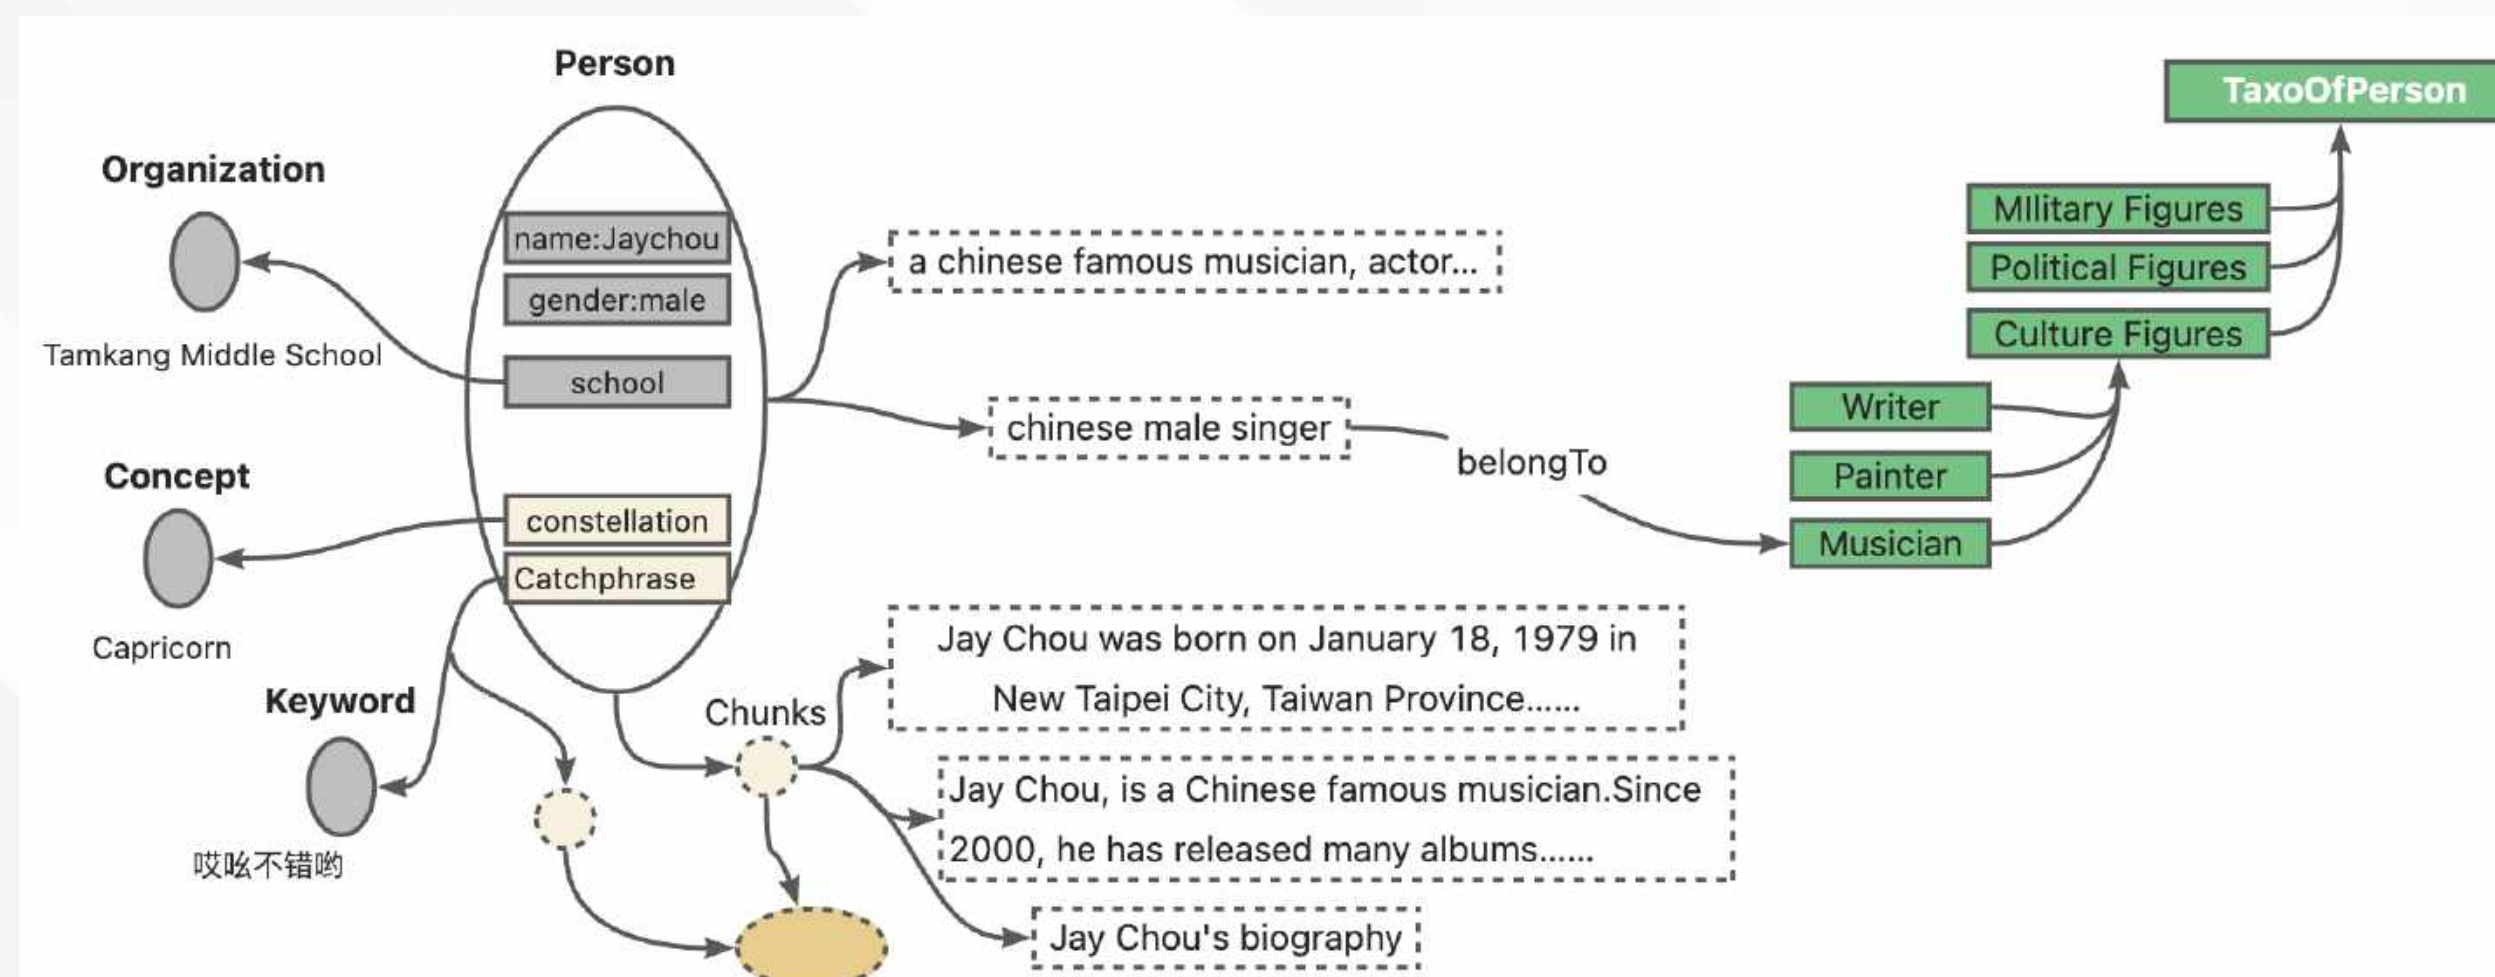 Person
TaxoOfPerson
Organization
MIlitary Figures
name:Jaychou
a chinese famous musician, actor...
Political Figures
gender:male
Culture Figures
Tamkang Middle School
school
Writer
chinese male singer
belongTo
Concept
Painter
constellation
Musician
Catchphrase
Capricorn
Jay Chou was born on January 18, 1979 in
New Taipei City, Taiwan Province......
Keyword
Chunks
Jay Chou, is a Chinese famous musician.Since
2000, he has released many albums......
哎吆不错哟
Jay Chou's biography